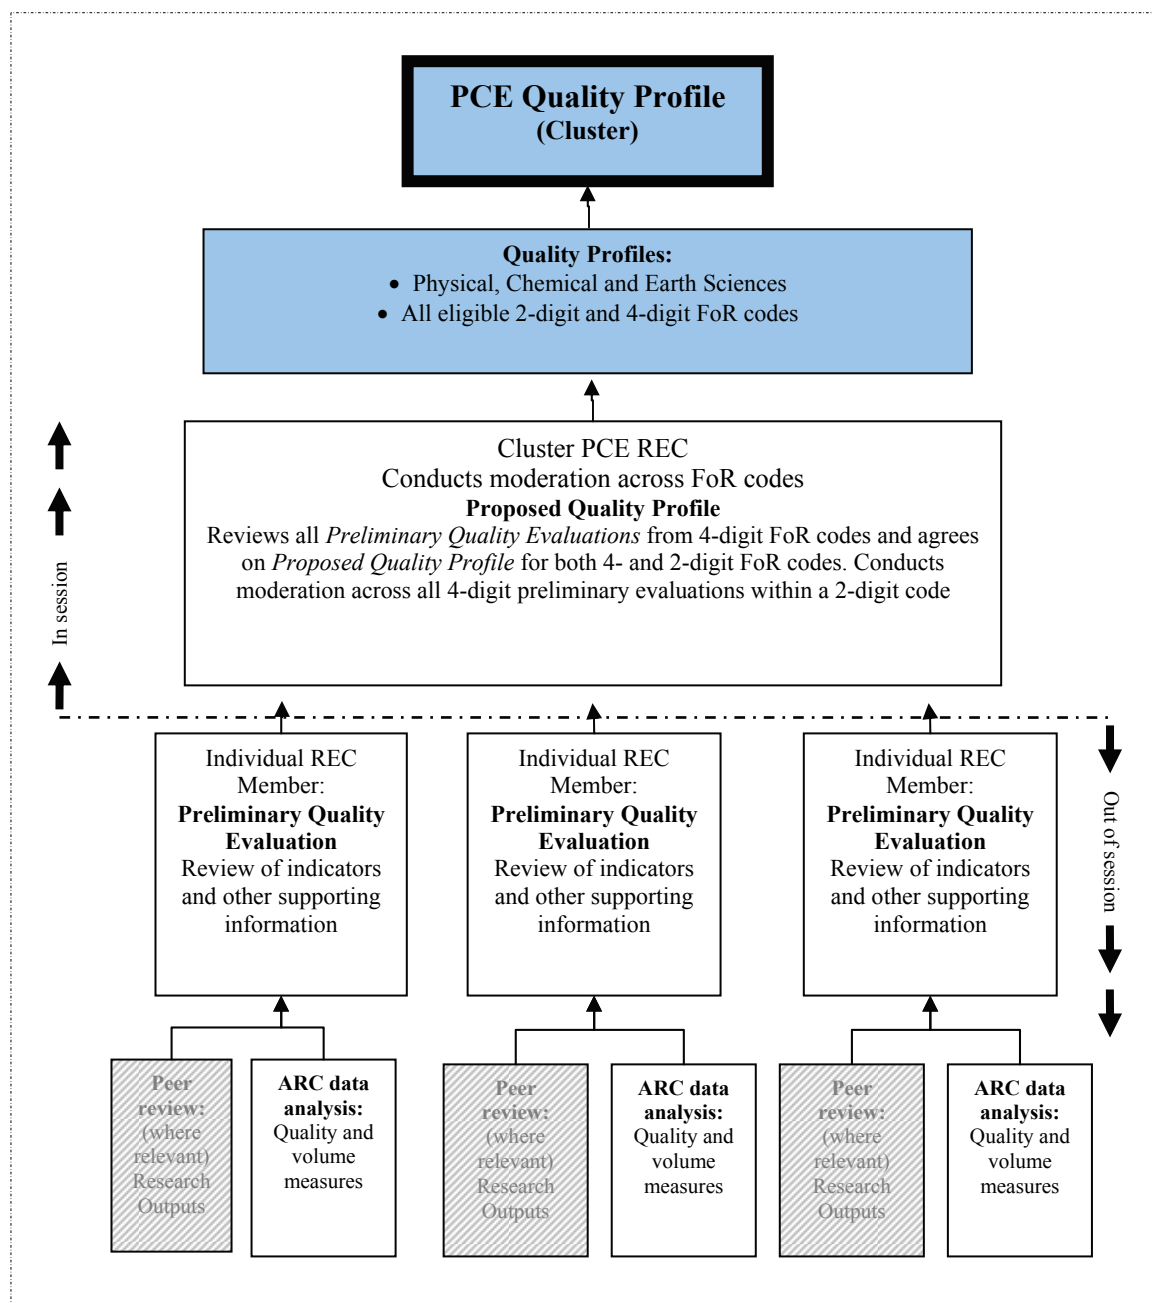 PCE Quality Profile
(Cluster)
Quality Profiles:
• Physical, Chemical and Earth Sciences
• All eligible 2-digit and 4-digit FoR codes
Cluster PCE REC
Conducts moderation across FoR codes
Proposed Quality Profile
Reviews all Preliminary Quality Evaluations from 4-digit FoR codes and agrees
on Proposed Quality Profile for both 4- and 2-digit FoR codes. Conducts
moderation across all 4-digit preliminary evaluations within a 2-digit code
In session
Individual REC
Member:
Preliminary Quality
Evaluation
Review of indicators
and other supporting
information
Individual REC
Member:
Preliminary Quality
Evaluation
Review of indicators
and other supporting
information
Individual REC
Member:
Preliminary Quality
Evaluation
Review of indicators
and other supporting
information
Out of session
Peer
review:
(where
relevant)
Research
Outputs
ARC data
analysis:
Quality and
volume
measures
Peer
review:
(where
relevant)
Research
Outputs
ARC data
analysis:
Quality and
volume
measures
Peer
review:
(where
relevant)
Research
Outputs
ARC data
analysis:
Quality and
volume
measures